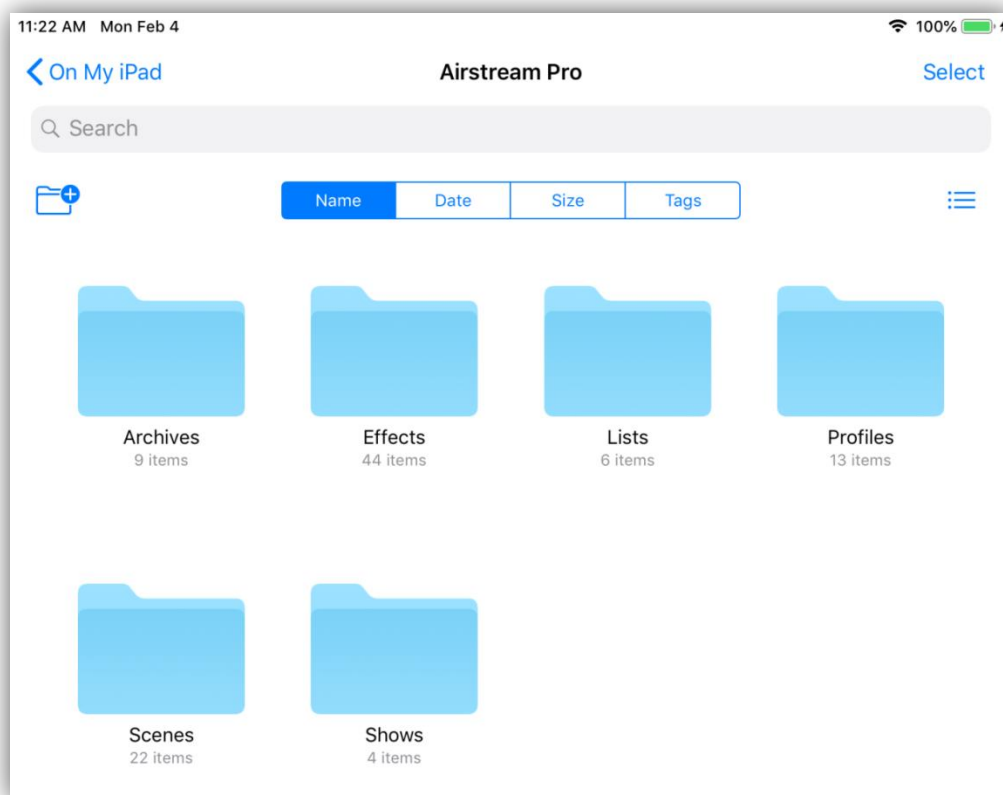 11:22 AM Mon Feb 4 100%
On My iPad Airstream Pro Select
Search
Name Date Size Tags
Archives Effects Lists Profiles
9 items 44 items 6 items 13 items
Scenes Shows
22 items 4 items